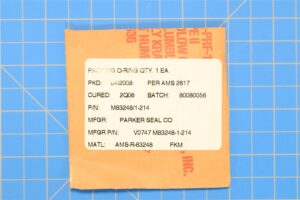 PACKING O-RING QTY 1 EA.
PKD: 04/2008 PER AMS 2817
CURED: 2Q08 BATCH: 80080056
P/N: M83248/1-214
MFGR: PARKER SEAL CO
MFGR P/N: V0747 M83248-1-214
MATL: AMS-R-83248 FKM
INC.